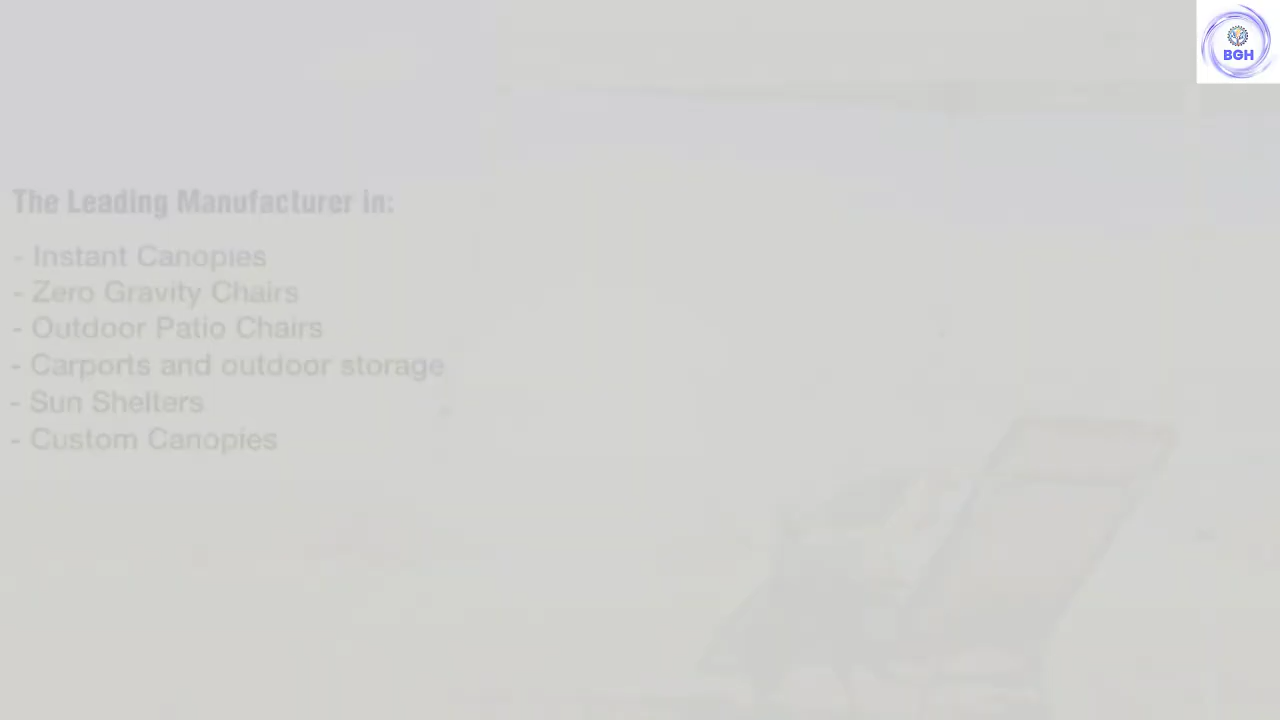 BGH
The Leading Manufacturer in:
- Instant Canopies
- Zero Gravity Chairs
- Outdoor Patio Chairs
- Carports and outdoor storage
- Sun Shelters
- Custom Canopies